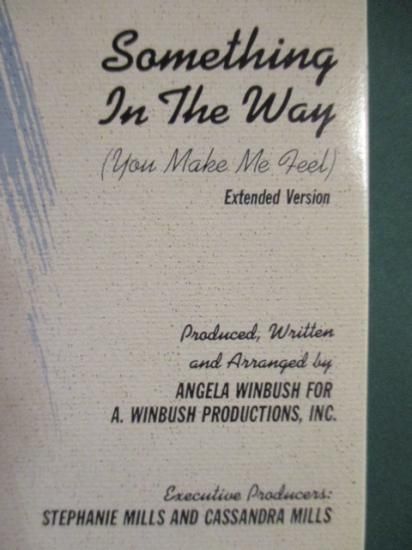 Something
In The Way
(You Make Me Feel)
Extended Version
Produced, Written
and Arranged by
ANGELA WINBUSH FOR
A. WINBUSH PRODUCTIONS, INC.
Executive Producers:
STEPHANIE MILLS AND CASSANDRA MILLS